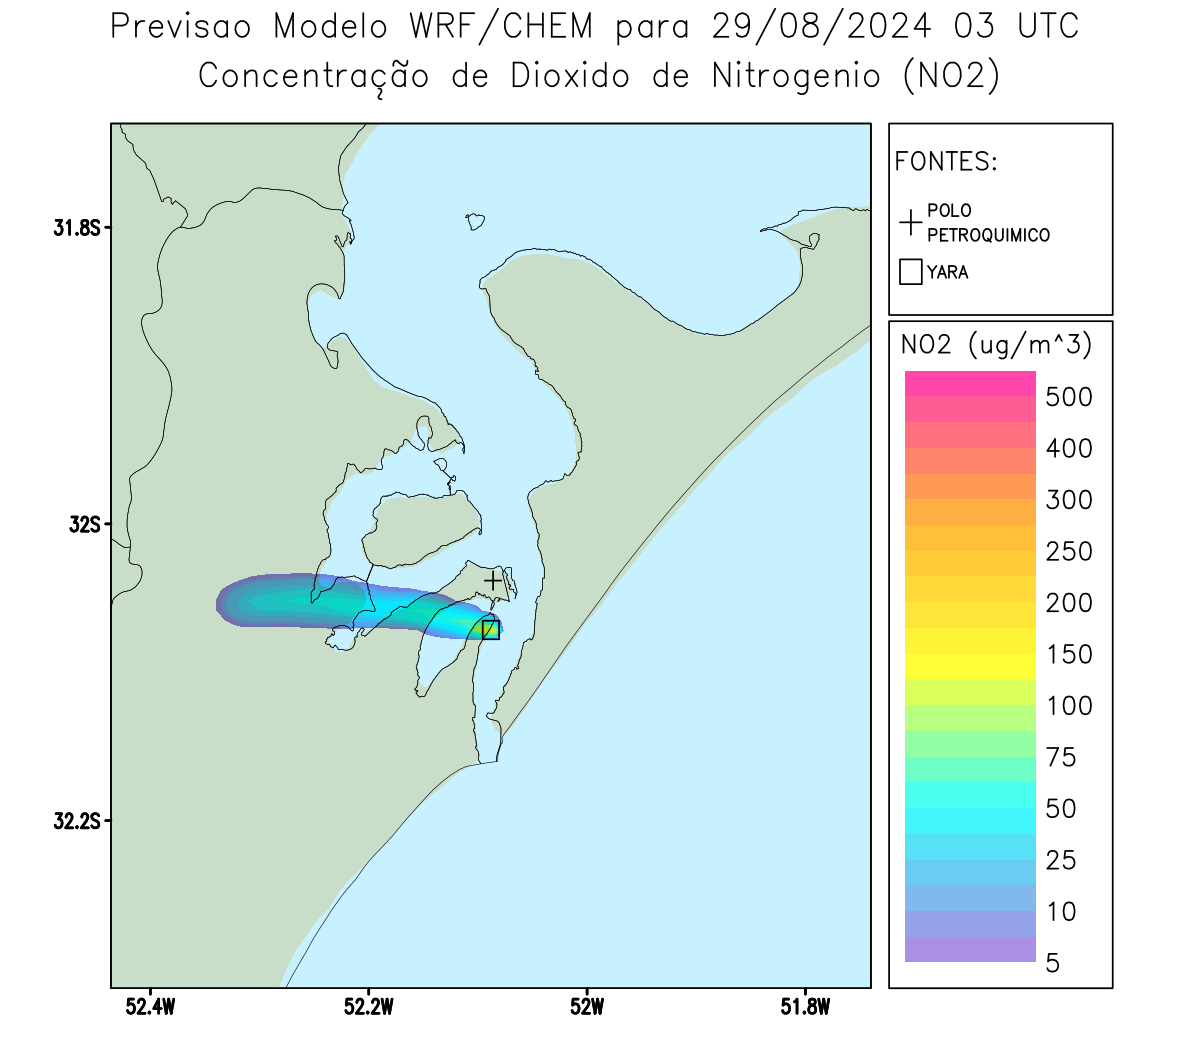 Previsao Modelo WRF/CHEM para 29/08/2024 03 UTC
Concentração de Dioxido de Nitrogenio (NO2)
FONTES:
POLO
PETROQUIMICO
YARA
NO2 (ug/m^3)
500
400
300
250
200
150
100
75
50
25
10
5
31.8S
32S
32.2S
52.4W
52.2W
52W
51.8W